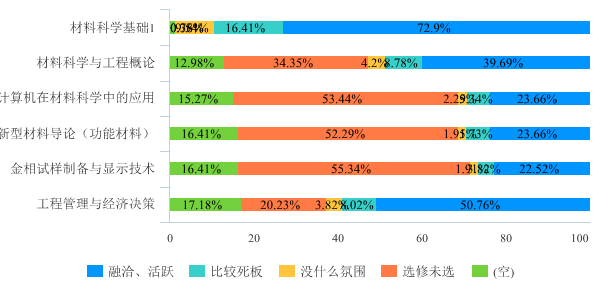 材料科学基础1 16.41% 72.9%
材料科学与工程概论 12.98% 34.35% 4.2% 8.78% 39.69%
计算机在材料科学中的应用 15.27% 53.44% 23.66%
新型材料导论（功能材料） 16.41% 52.29% 23.66%
金相试样制备与显示技术 16.41% 55.34% 22.52%
工程管理与经济决策 17.18% 20.23% 3.82% 8.02% 50.76%
0 20 40 60 80 100
融洽、活跃 比较死板 没什么氛围 选修未选 (空)